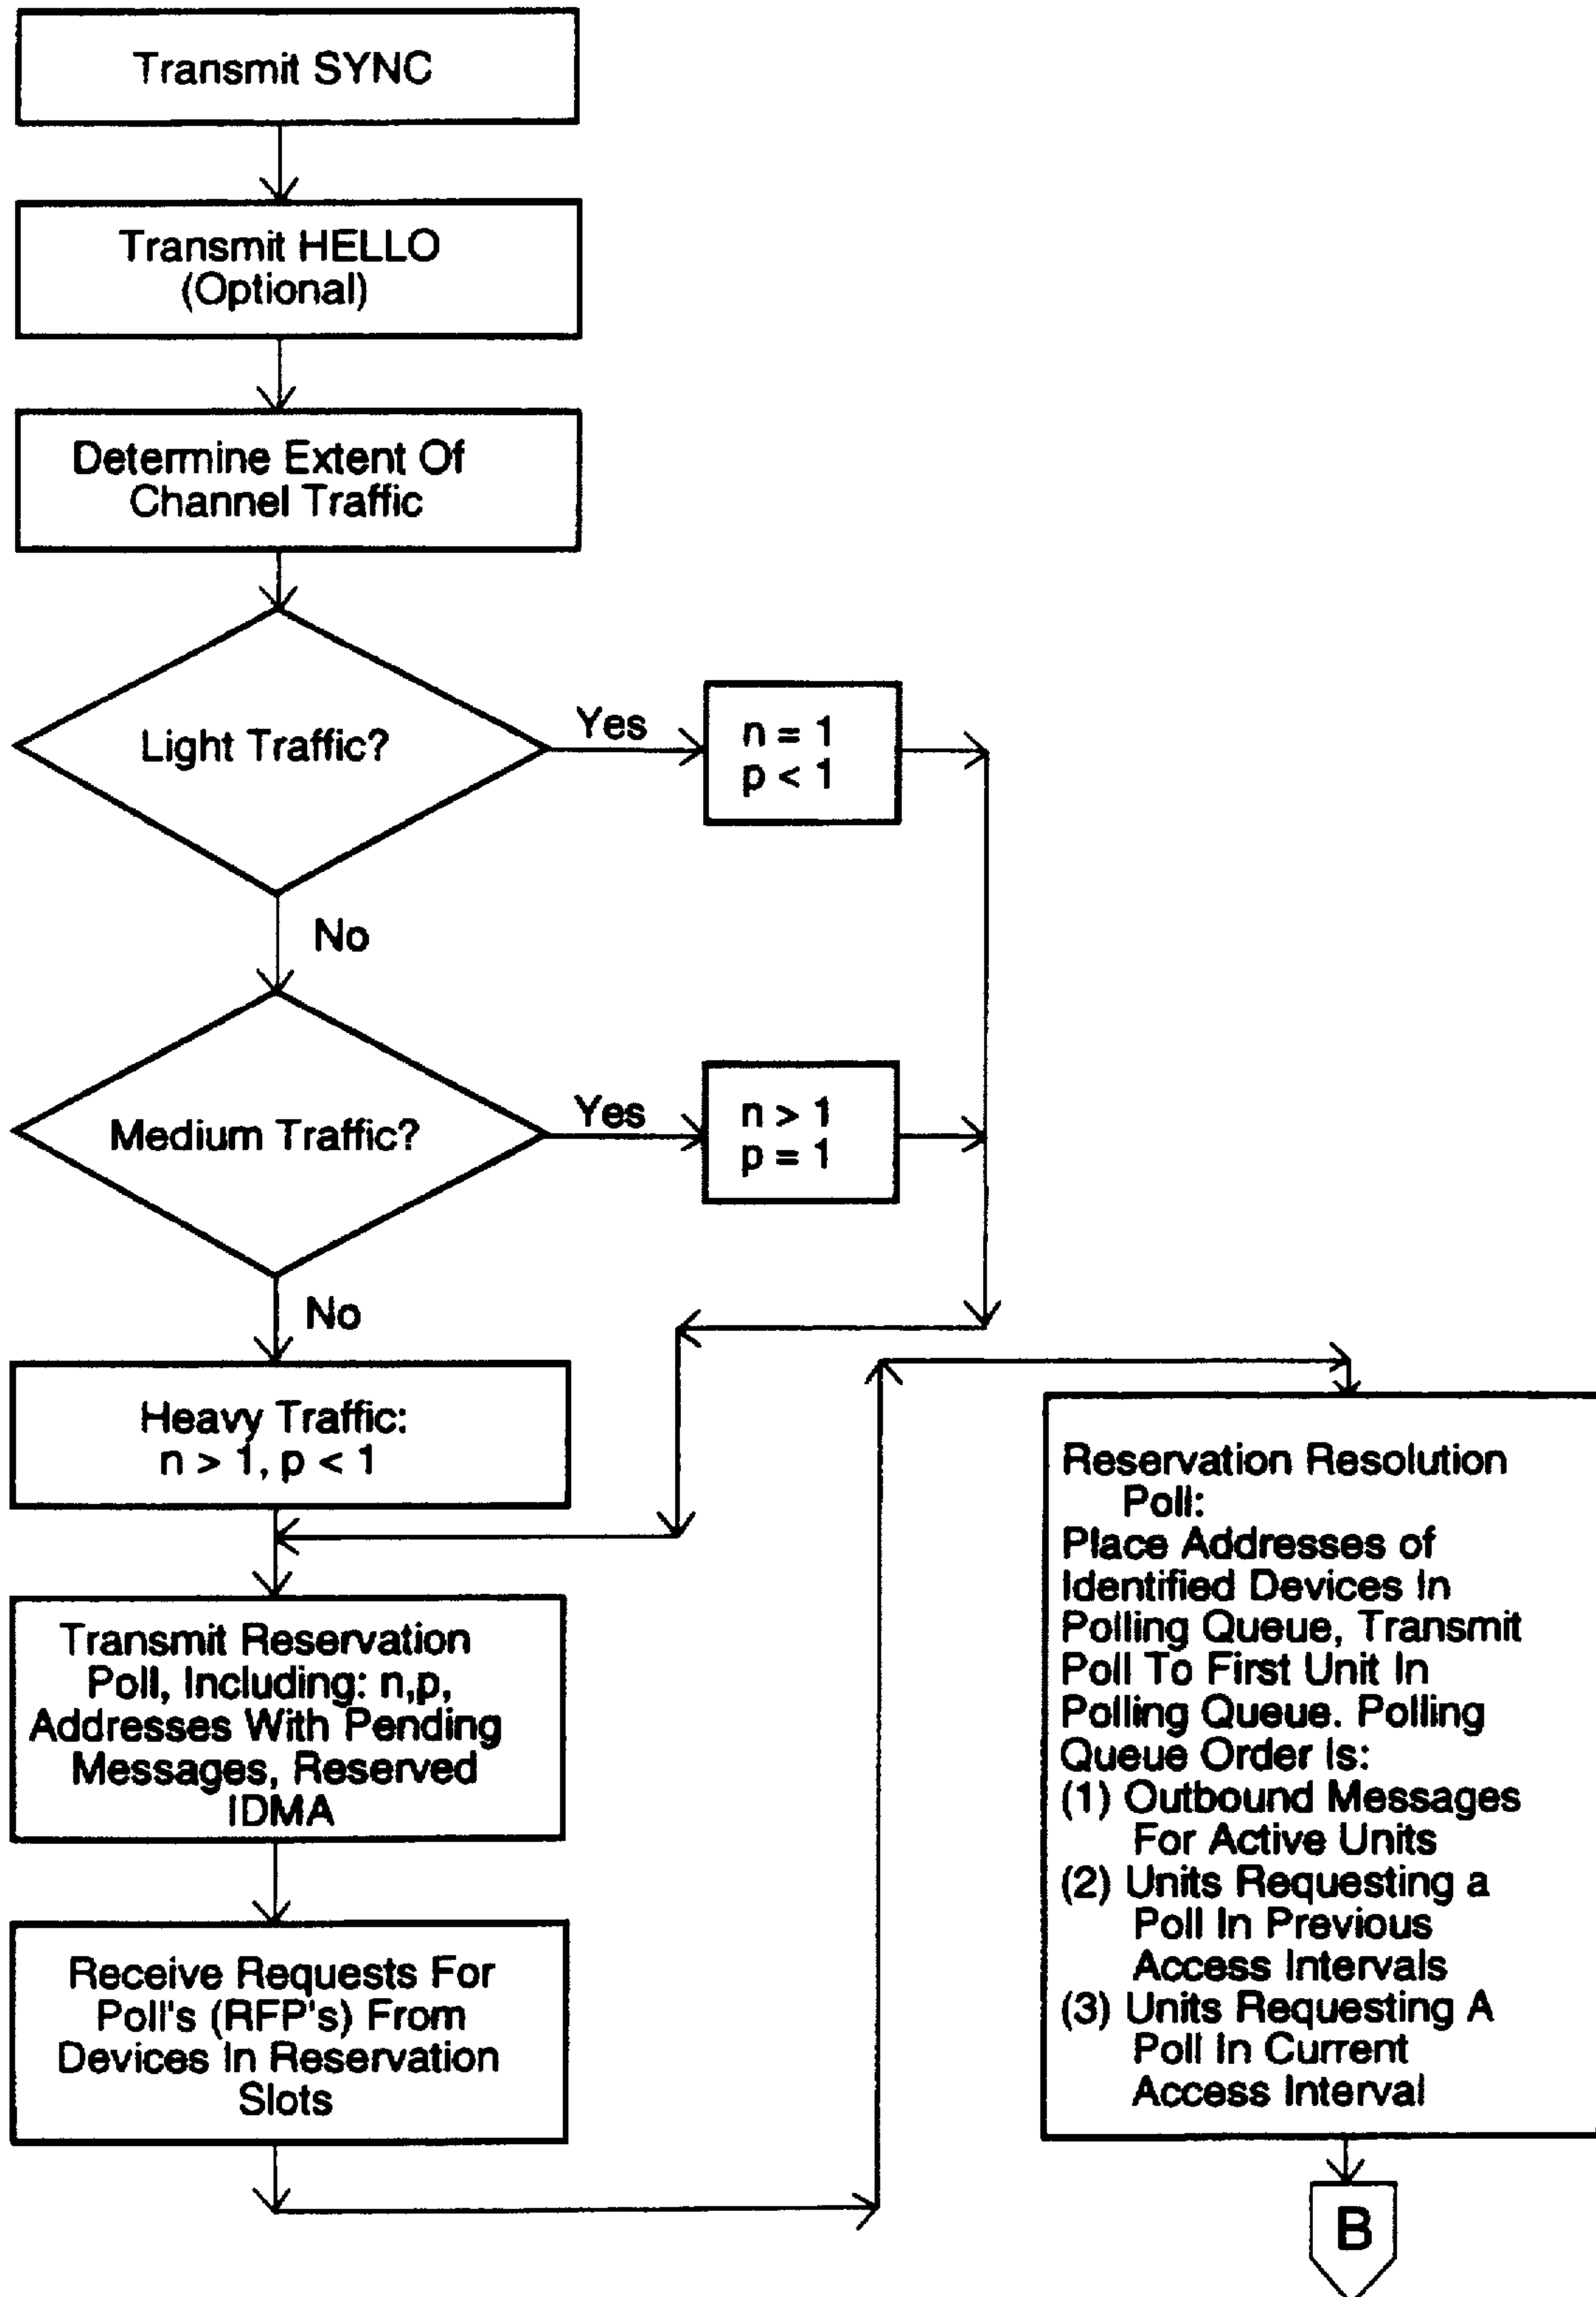 Transmit SYNC
Transmit HELLO
(Optional)
Determine Extent Of
Channel Traffic
Light Traffic?
Yes
n = 1
p < 1
No
Medium Traffic?
Yes
n > 1
p = 1
No
Heavy Traffic:
n > 1, p < 1
Transmit Reservation
Poll, Including: n,p,
Addresses With Pending
Messages, Reserved
IDMA
Receive Requests For
Poll's (RFP's) From
Devices In Reservation
Slots
Reservation Resolution
Poll:
Place Addresses of
Identified Devices In
Polling Queue, Transmit
Poll To First Unit In
Polling Queue. Polling
Queue Order Is:
(1) Outbound Messages
For Active Units
(2) Units Requesting a
Poll In Previous
Access Intervals
(3) Units Requesting A
Poll In Current
Access Interval
B